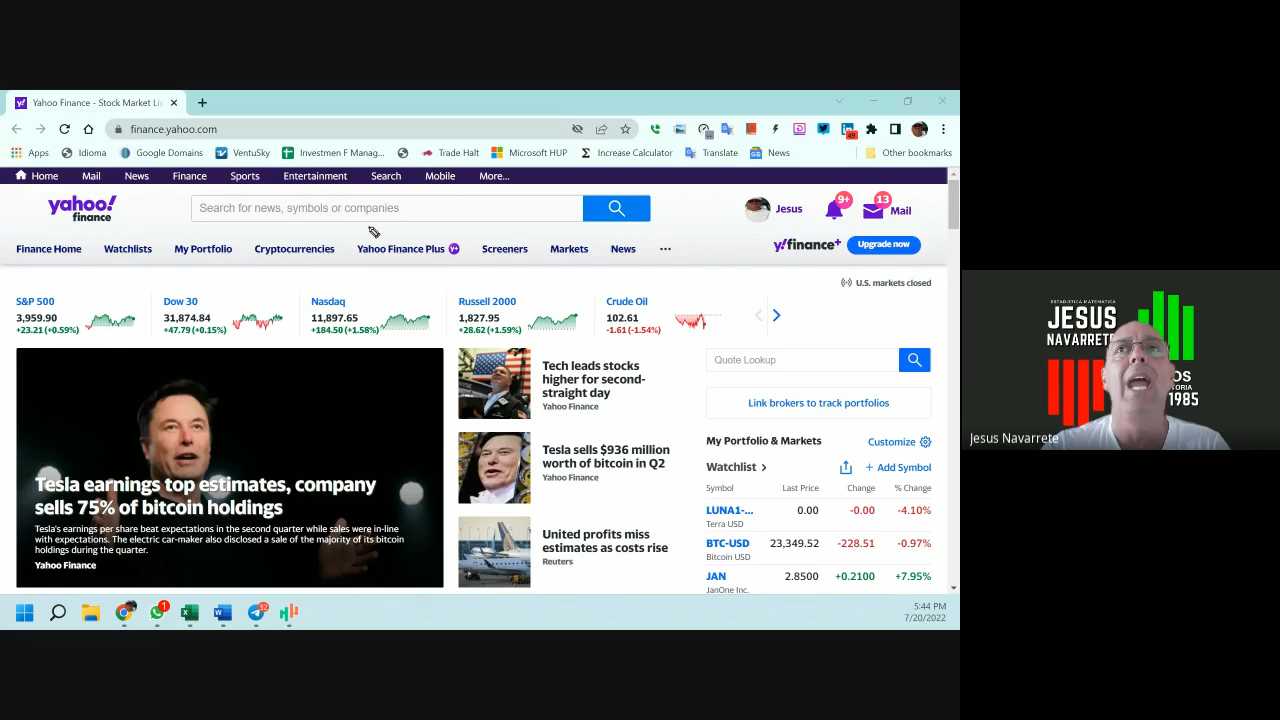 Yahoo Finance - Stock Market Liv
finance.yahoo.com
Apps Idioma Google Domains VentuSky Investmen F Manag... Trade Halt Microsoft HUP Increase Calculator Translate News Other bookmarks
Home Mail News Finance Sports Entertainment Search Mobile More...
yahoo!
finance
Search for news, symbols or companies
Jesus 9+ 13 Mail
Finance Home Watchlists My Portfolio Cryptocurrencies Yahoo Finance Plus Y+ Screeners Markets News ...
y!finance+ Upgrade now
U.S. markets closed
S&P 500
3,959.90
+23.21 (+0.59%)
Dow 30
31,874.84
+47.79 (+0.15%)
Nasdaq
11,897.65
+184.50 (+1.58%)
Russell 2000
1,827.95
+28.62 (+1.59%)
Crude Oil
102.61
-1.61 (-1.54%)
Tesla earnings top estimates, company
sells 75% of bitcoin holdings
Tesla's earnings per share beat expectations in the second quarter while sales were in-line
with expectations. The electric car-maker also disclosed a sale of the majority of its bitcoin
holdings during the quarter.
Yahoo Finance
Tech leads stocks
higher for second-
straight day
Yahoo Finance
Tesla sells $936 million
worth of bitcoin in Q2
Yahoo Finance
United profits miss
estimates as costs rise
Reuters
Quote Lookup
Link brokers to track portfolios
My Portfolio & Markets Customize
Watchlist + Add Symbol
Symbol Last Price Change % Change
LUNA1-... 0.00 -0.00 -4.10%
Terra USD
BTC-USD 23,349.52 -228.51 -0.97%
Bitcoin USD
JAN 2.8500 +0.2100 +7.95%
JanOne Inc.
1 32
5:44 PM
7/20/2022
ESTADISTICA MATEMATICA
JESUS
NAVARRETE
1985
Jesus Navarrete